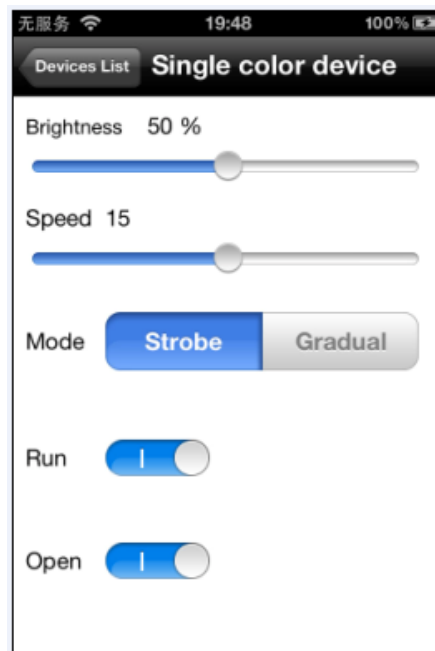 无服务 19:48 100%
Devices List Single color device
Brightness 50 %
Speed 15
Mode Strobe Gradual
Run
Open